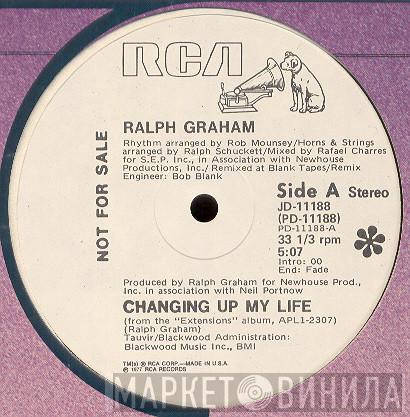 RCA
RALPH GRAHAM
Rhythm arranged by Rob Mounsey/Horns & Strings
arranged by Ralph Schuckett/Mixed by Rafael Charres
for S.E.P. Inc., in Association with Newhouse
Productions, Inc./Remixed at Blank Tapes/Remix
Engineer: Bob Blank
NOT FOR SALE
Side A Stereo
JD-11188
(PD-11188)
PD-11188-A
33 1/3 rpm
5:07
Intro: 00
End: Fade
Produced by Ralph Graham for Newhouse Prod.,
Inc. in association with Neil Portnow
CHANGING UP MY LIFE
(from the "Extensions" album, APL1-2307)
(Ralph Graham)
Tauvir/Blackwood Administration:
Blackwood Music Inc., BMI
TM(s) ® RCA CORP.—MADE IN U.S.A.
℗ 1977 RCA RECORDS
МАРКЕТ ВИНИЛА